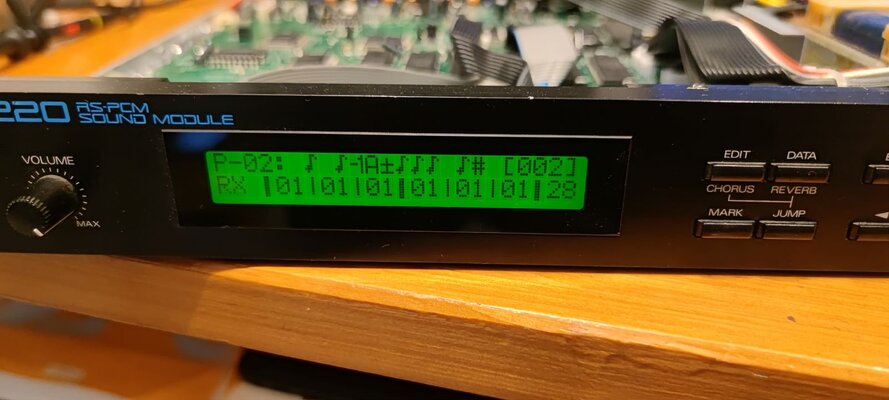 220 RS-PCM
SOUND MODULE
VOLUME
MAX
P-02: ♪ ♪-1A±♪♪♪ ♪# [002]
RX |01|01|01|01|01|01|28
EDIT DATA
CHORUS REVERB
MARK JUMP